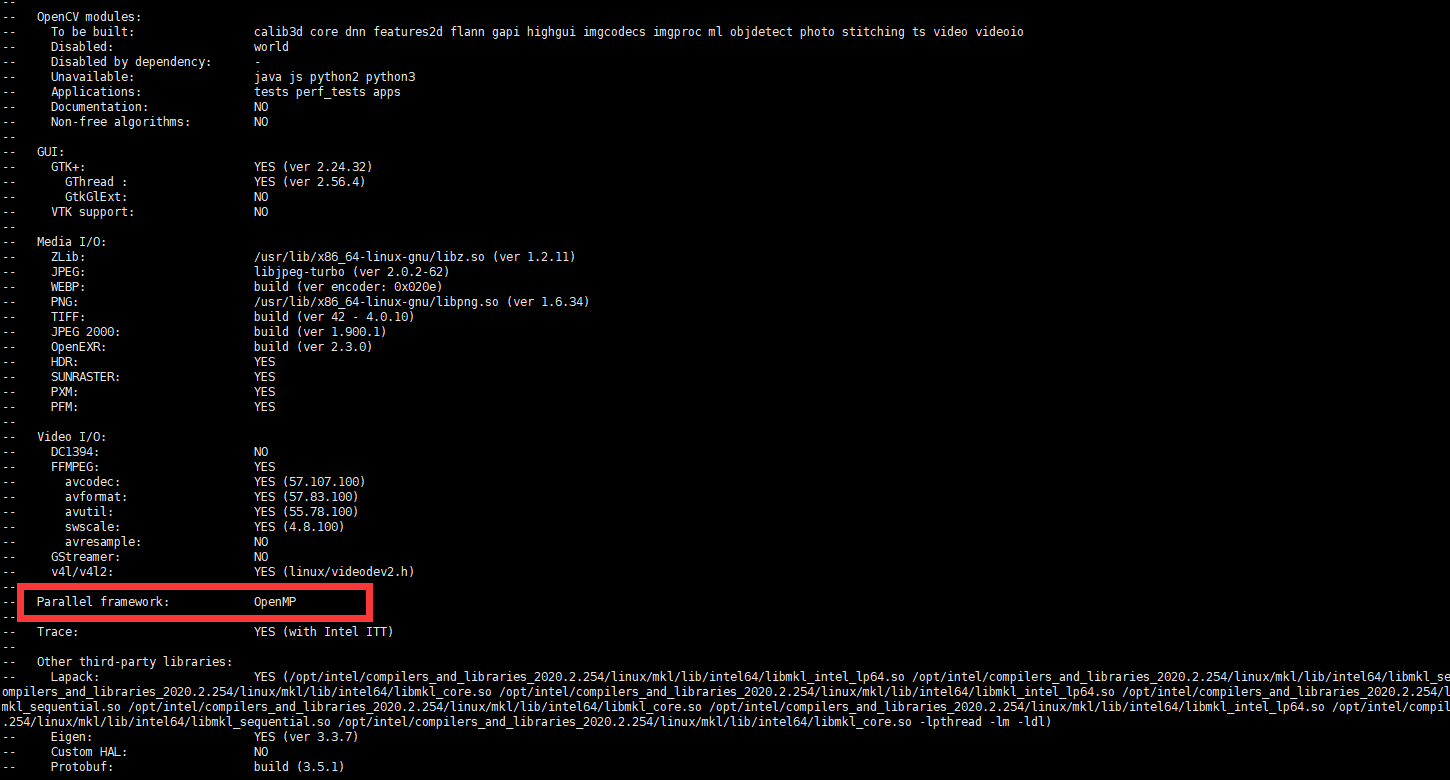 --
-- OpenCV modules:
-- To be built: calib3d core dnn features2d flann gapi highgui imgcodecs imgproc ml objdetect photo stitching ts video videoio
-- Disabled: world
-- Disabled by dependency: -
-- Unavailable: java js python2 python3
-- Applications: tests perf_tests apps
-- Documentation: NO
-- Non-free algorithms: NO
--
-- GUI:
-- GTK+: YES (ver 2.24.32)
-- GThread : YES (ver 2.56.4)
-- GtkGlExt: NO
-- VTK support: NO
--
-- Media I/O:
-- ZLib: /usr/lib/x86_64-linux-gnu/libz.so (ver 1.2.11)
-- JPEG: libjpeg-turbo (ver 2.0.2-62)
-- WEBP: build (ver encoder: 0x020e)
-- PNG: /usr/lib/x86_64-linux-gnu/libpng.so (ver 1.6.34)
-- TIFF: build (ver 42 - 4.0.10)
-- JPEG 2000: build (ver 1.900.1)
-- OpenEXR: build (ver 2.3.0)
-- HDR: YES
-- SUNRASTER: YES
-- PXM: YES
-- PFM: YES
--
-- Video I/O:
-- DC1394: NO
-- FFMPEG: YES
-- avcodec: YES (57.107.100)
-- avformat: YES (57.83.100)
-- avutil: YES (55.78.100)
-- swscale: YES (4.8.100)
-- avresample: NO
-- GStreamer: NO
-- v4l/v4l2: YES (linux/videodev2.h)
--
-- Parallel framework: OpenMP
--
-- Trace: YES (with Intel ITT)
--
-- Other third-party libraries:
-- Lapack: YES (/opt/intel/compilers_and_libraries_2020.2.254/linux/mkl/lib/intel64/libmkl_intel_lp64.so /opt/intel/compilers_and_libraries_2020.2.254/linux/mkl/lib/intel64/libmkl_se
ompilers_and_libraries_2020.2.254/linux/mkl/lib/intel64/libmkl_core.so /opt/intel/compilers_and_libraries_2020.2.254/linux/mkl/lib/intel64/libmkl_intel_lp64.so /opt/intel/compilers_and_libraries_2020.2.254/l
mkl_sequential.so /opt/intel/compilers_and_libraries_2020.2.254/linux/mkl/lib/intel64/libmkl_core.so /opt/intel/compilers_and_libraries_2020.2.254/linux/mkl/lib/intel64/libmkl_intel_lp64.so /opt/intel/compil
.254/linux/mkl/lib/intel64/libmkl_sequential.so /opt/intel/compilers_and_libraries_2020.2.254/linux/mkl/lib/intel64/libmkl_core.so -lpthread -lm -ldl)
-- Eigen: YES (ver 3.3.7)
-- Custom HAL: NO
-- Protobuf: build (3.5.1)